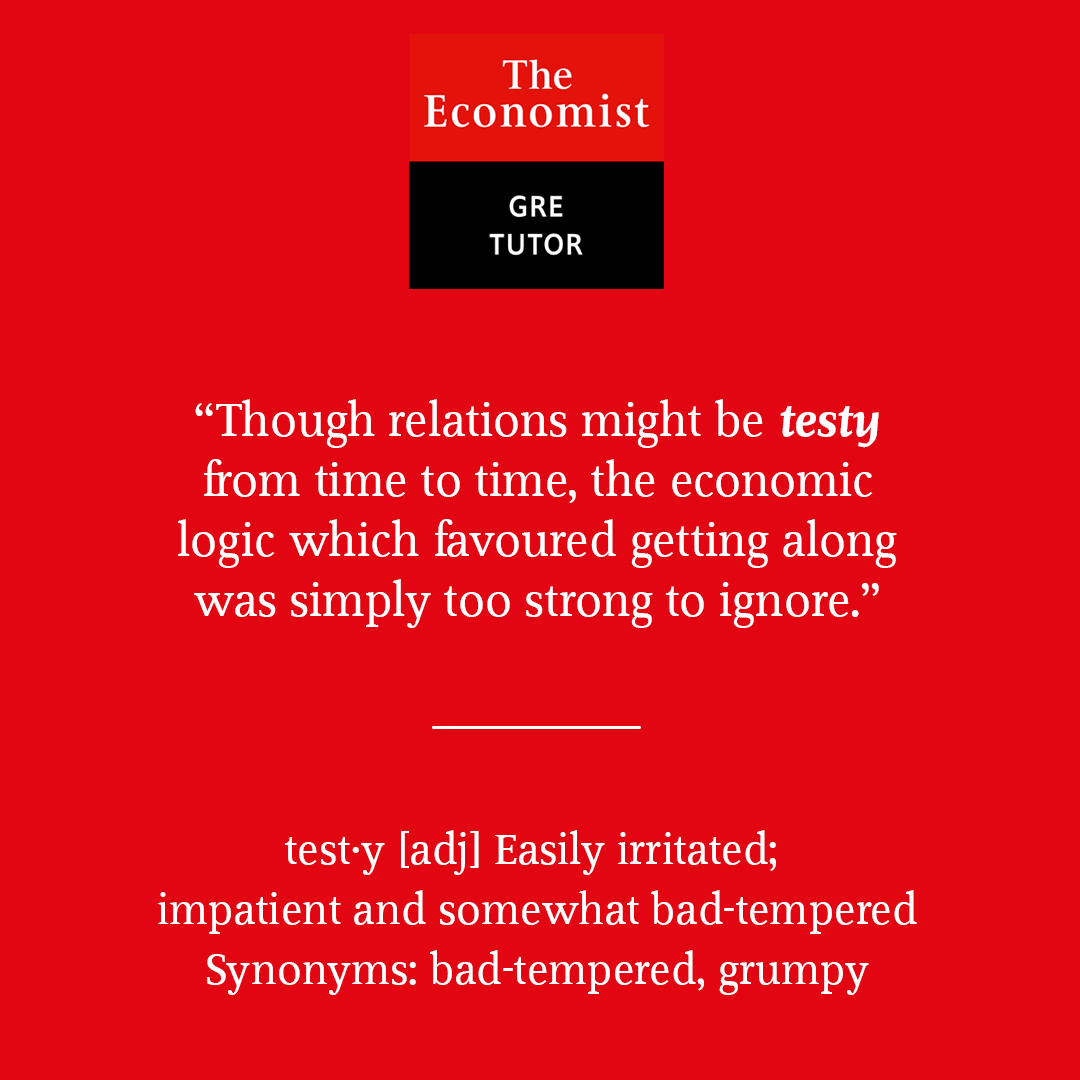 The
Economist
GRE
TUTOR
“Though relations might be testy
from time to time, the economic
logic which favoured getting along
was simply too strong to ignore.”
test·y [adj] Easily irritated;
impatient and somewhat bad-tempered
Synonyms: bad-tempered, grumpy